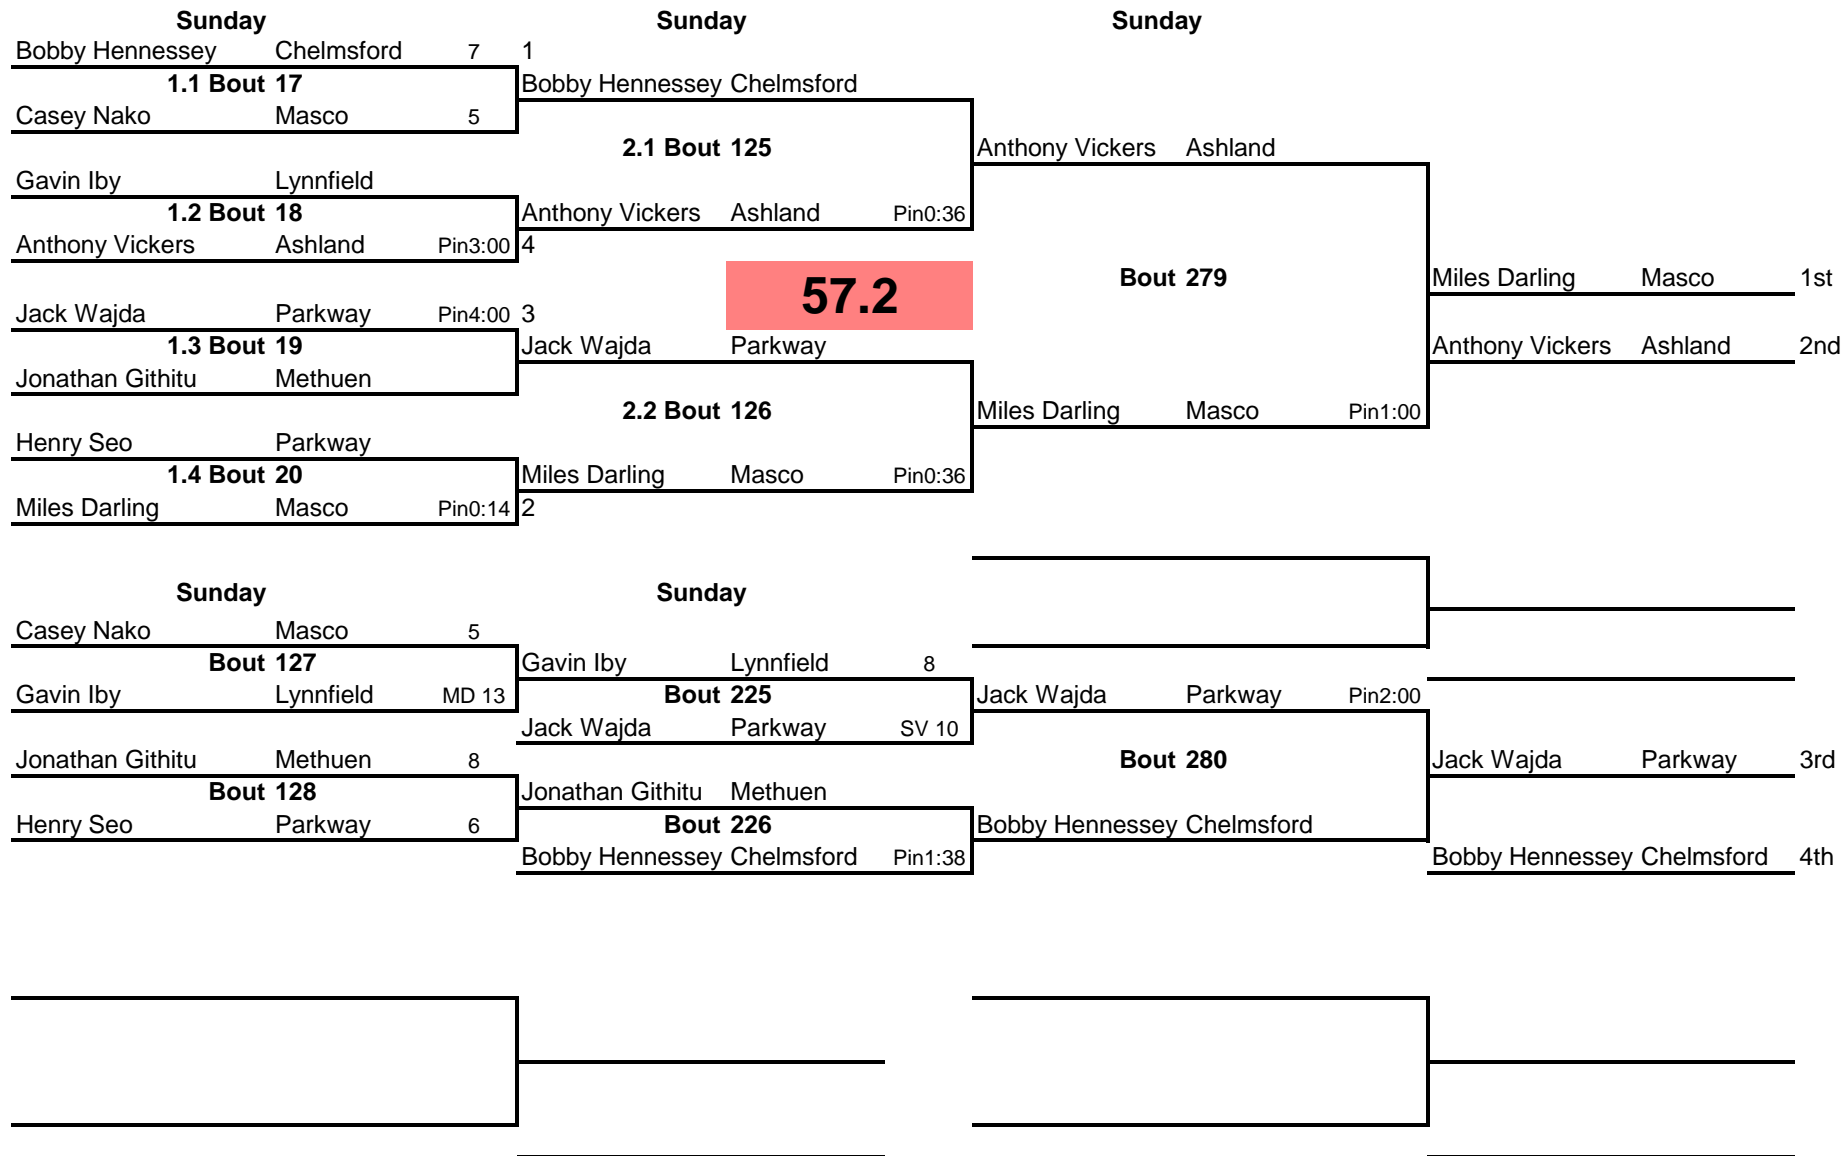 Sunday Sunday Sunday
Bobby Hennessey Chelmsford 7 1
1.1 Bout 17 Bobby Hennessey Chelmsford
Casey Nako Masco 5
2.1 Bout 125 Anthony Vickers Ashland
Gavin Iby Lynnfield
1.2 Bout 18 Anthony Vickers Ashland Pin0:36
Anthony Vickers Ashland Pin3:00 4
57.2 Bout 279 Miles Darling Masco 1st
Jack Wajda Parkway Pin4:00 3
1.3 Bout 19 Jack Wajda Parkway Anthony Vickers Ashland 2nd
Jonathan Githitu Methuen
2.2 Bout 126 Miles Darling Masco Pin1:00
Henry Seo Parkway
1.4 Bout 20 Miles Darling Masco Pin0:36
Miles Darling Masco Pin0:14 2
Sunday Sunday
Casey Nako Masco 5
Bout 127 Gavin Iby Lynnfield 8
Gavin Iby Lynnfield MD 13 Bout 225 Jack Wajda Parkway Pin2:00
Jack Wajda Parkway SV 10
Jonathan Githitu Methuen 8 Bout 280 Jack Wajda Parkway 3rd
Bout 128 Jonathan Githitu Methuen
Henry Seo Parkway 6 Bout 226 Bobby Hennessey Chelmsford
Bobby Hennessey Chelmsford Pin1:38 Bobby Hennessey Chelmsford 4th